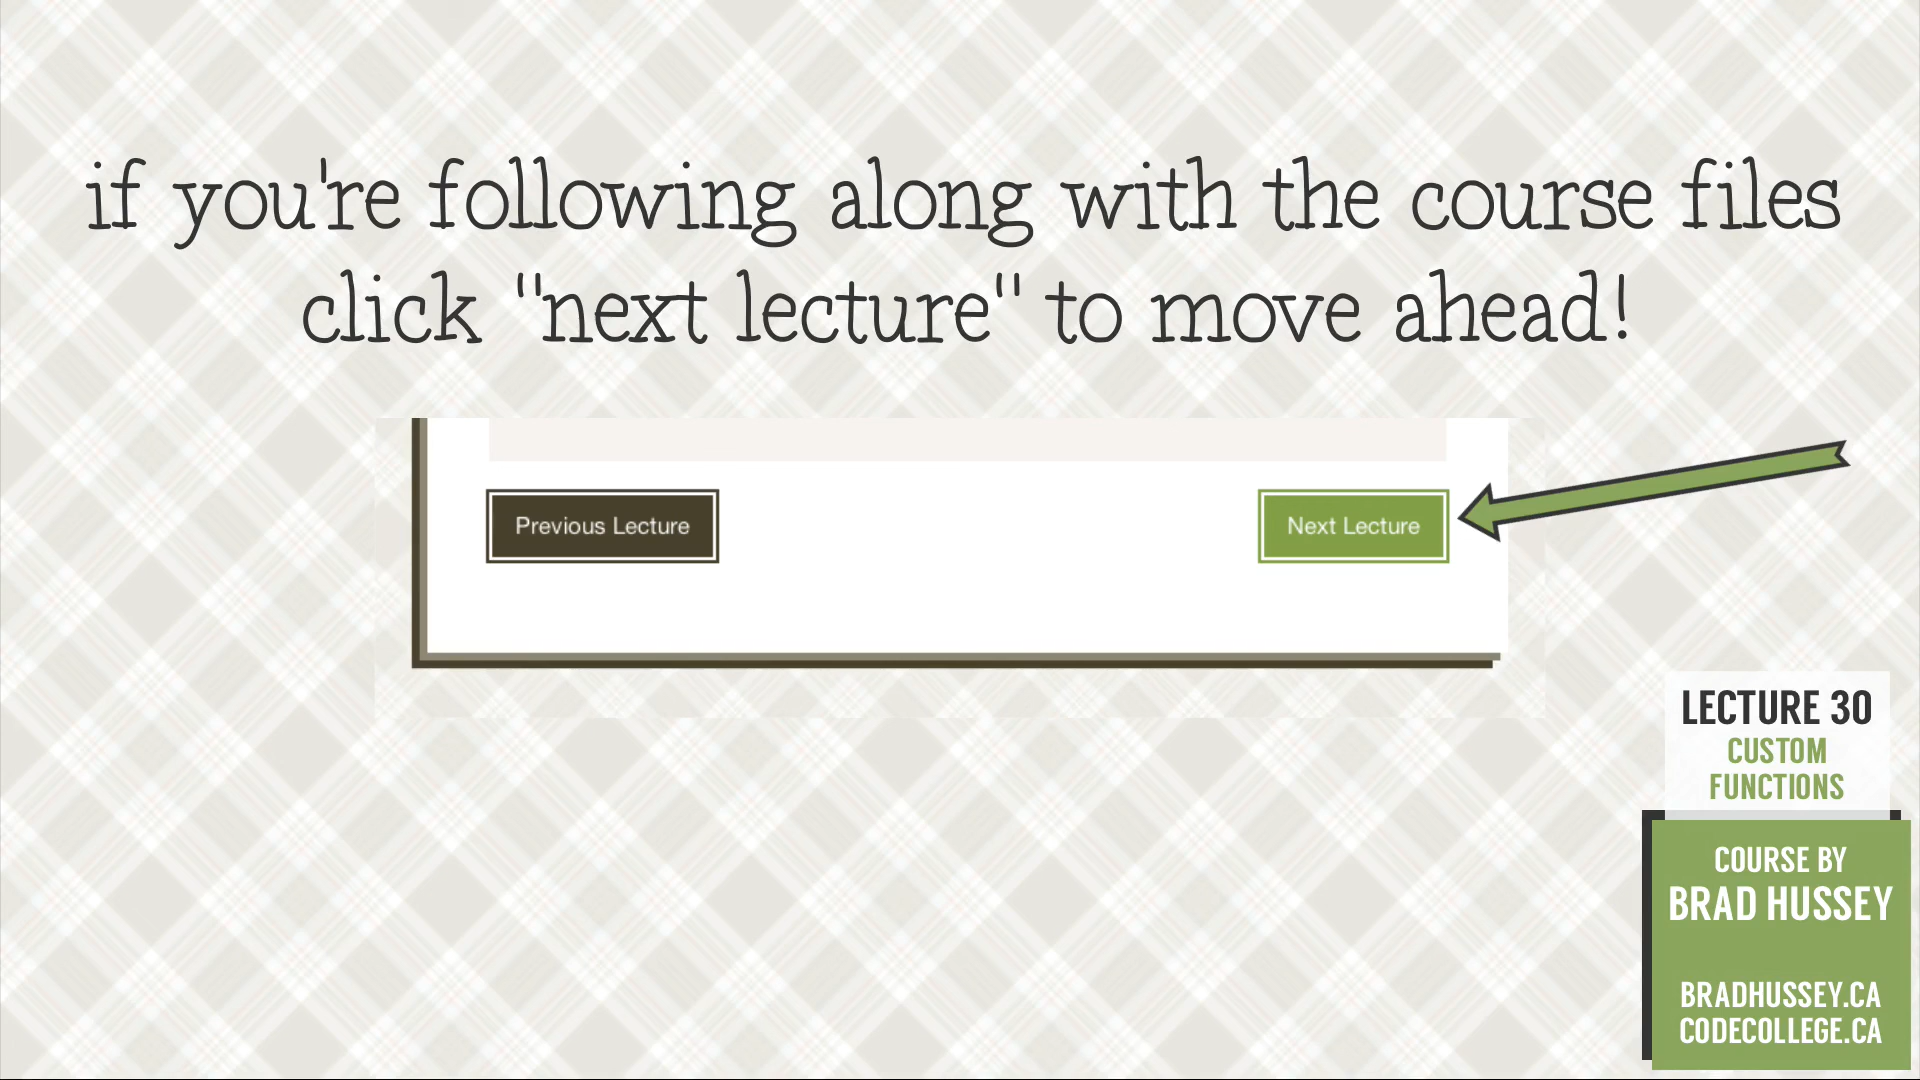 if you're following along with the course files
click "next lecture" to move ahead!
Previous Lecture
Next Lecture
LECTURE 30
CUSTOM
FUNCTIONS
COURSE BY
BRAD HUSSEY
BRADHUSSEY.CA
CODECOLLEGE.CA